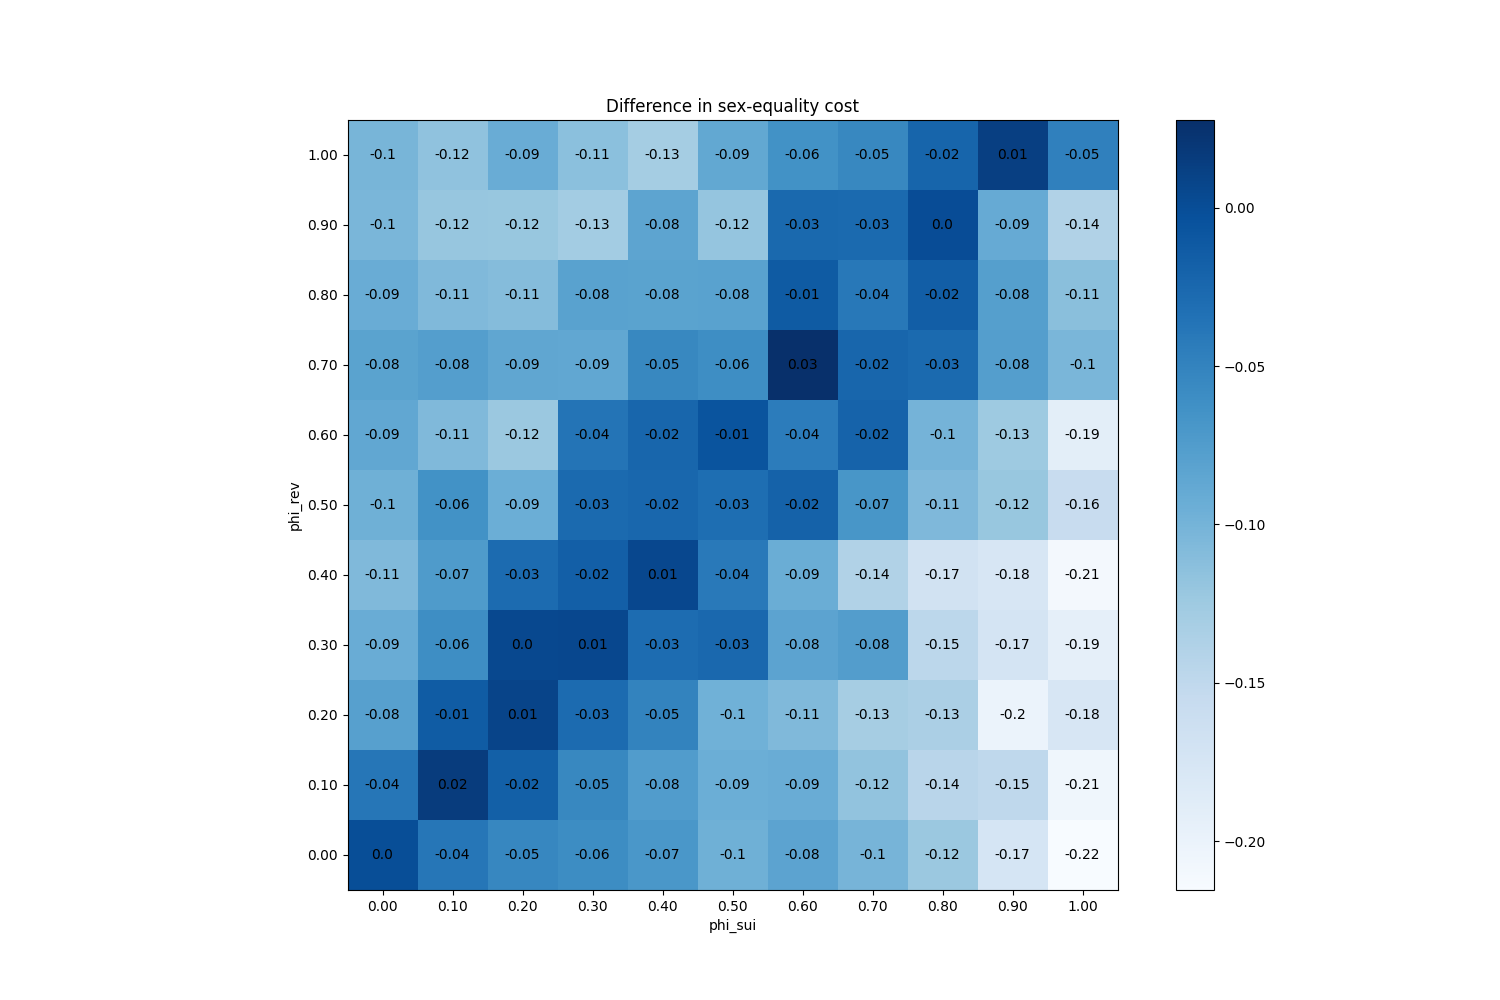 Difference in sex-equality cost
1.00 -0.1 -0.12 -0.09 -0.11 -0.13 -0.09 -0.06 -0.05 -0.02 0.01 -0.05
0.90 -0.1 -0.12 -0.12 -0.13 -0.08 -0.12 -0.03 -0.03 0.0 -0.09 -0.14
0.80 -0.09 -0.11 -0.11 -0.08 -0.08 -0.08 -0.01 -0.04 -0.02 -0.08 -0.11
0.70 -0.08 -0.08 -0.09 -0.09 -0.05 -0.06 0.03 -0.02 -0.03 -0.08 -0.1
0.60 -0.09 -0.11 -0.12 -0.04 -0.02 -0.01 -0.04 -0.02 -0.1 -0.13 -0.19
0.50 -0.1 -0.06 -0.09 -0.03 -0.02 -0.03 -0.02 -0.07 -0.11 -0.12 -0.16
0.40 -0.11 -0.07 -0.03 -0.02 0.01 -0.04 -0.09 -0.14 -0.17 -0.18 -0.21
0.30 -0.09 -0.06 0.0 0.01 -0.03 -0.03 -0.08 -0.08 -0.15 -0.17 -0.19
0.20 -0.08 -0.01 0.01 -0.03 -0.05 -0.1 -0.11 -0.13 -0.13 -0.2 -0.18
0.10 -0.04 0.02 -0.02 -0.05 -0.08 -0.09 -0.09 -0.12 -0.14 -0.15 -0.21
0.00 0.0 -0.04 -0.05 -0.06 -0.07 -0.1 -0.08 -0.1 -0.12 -0.17 -0.22
0.00 0.10 0.20 0.30 0.40 0.50 0.60 0.70 0.80 0.90 1.00
phi_sui
phi_rev
0.00
−0.05
−0.10
−0.15
−0.20